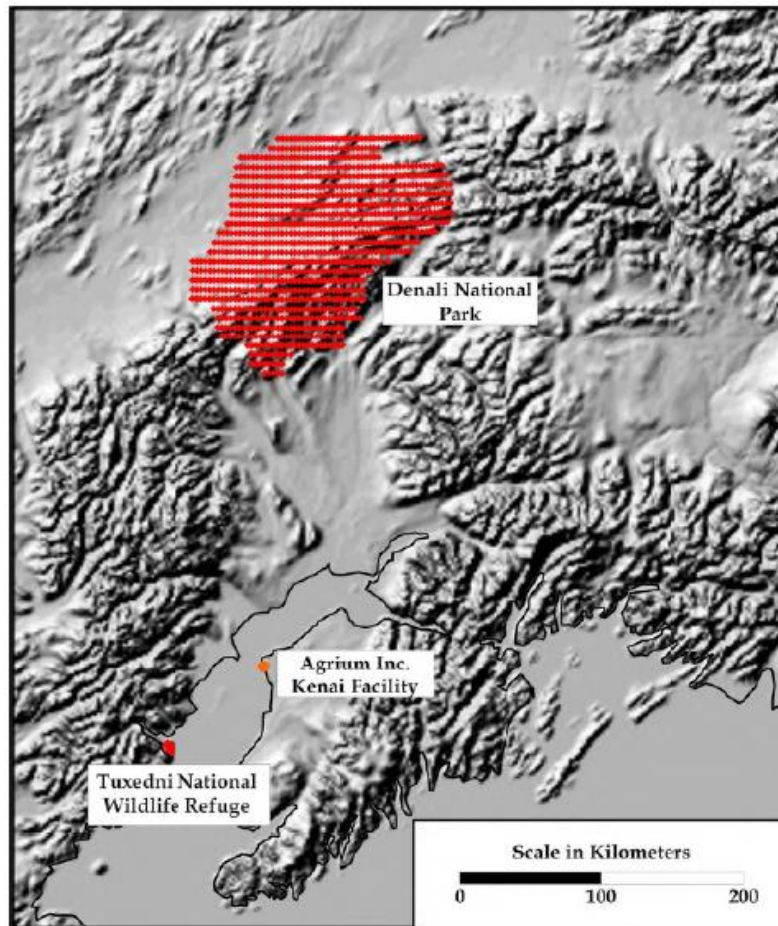 Denali National
Park
Agrium Inc.
Kenai Facility
Tuxedni National
Wildlife Refuge
Scale in Kilometers
0 100 200